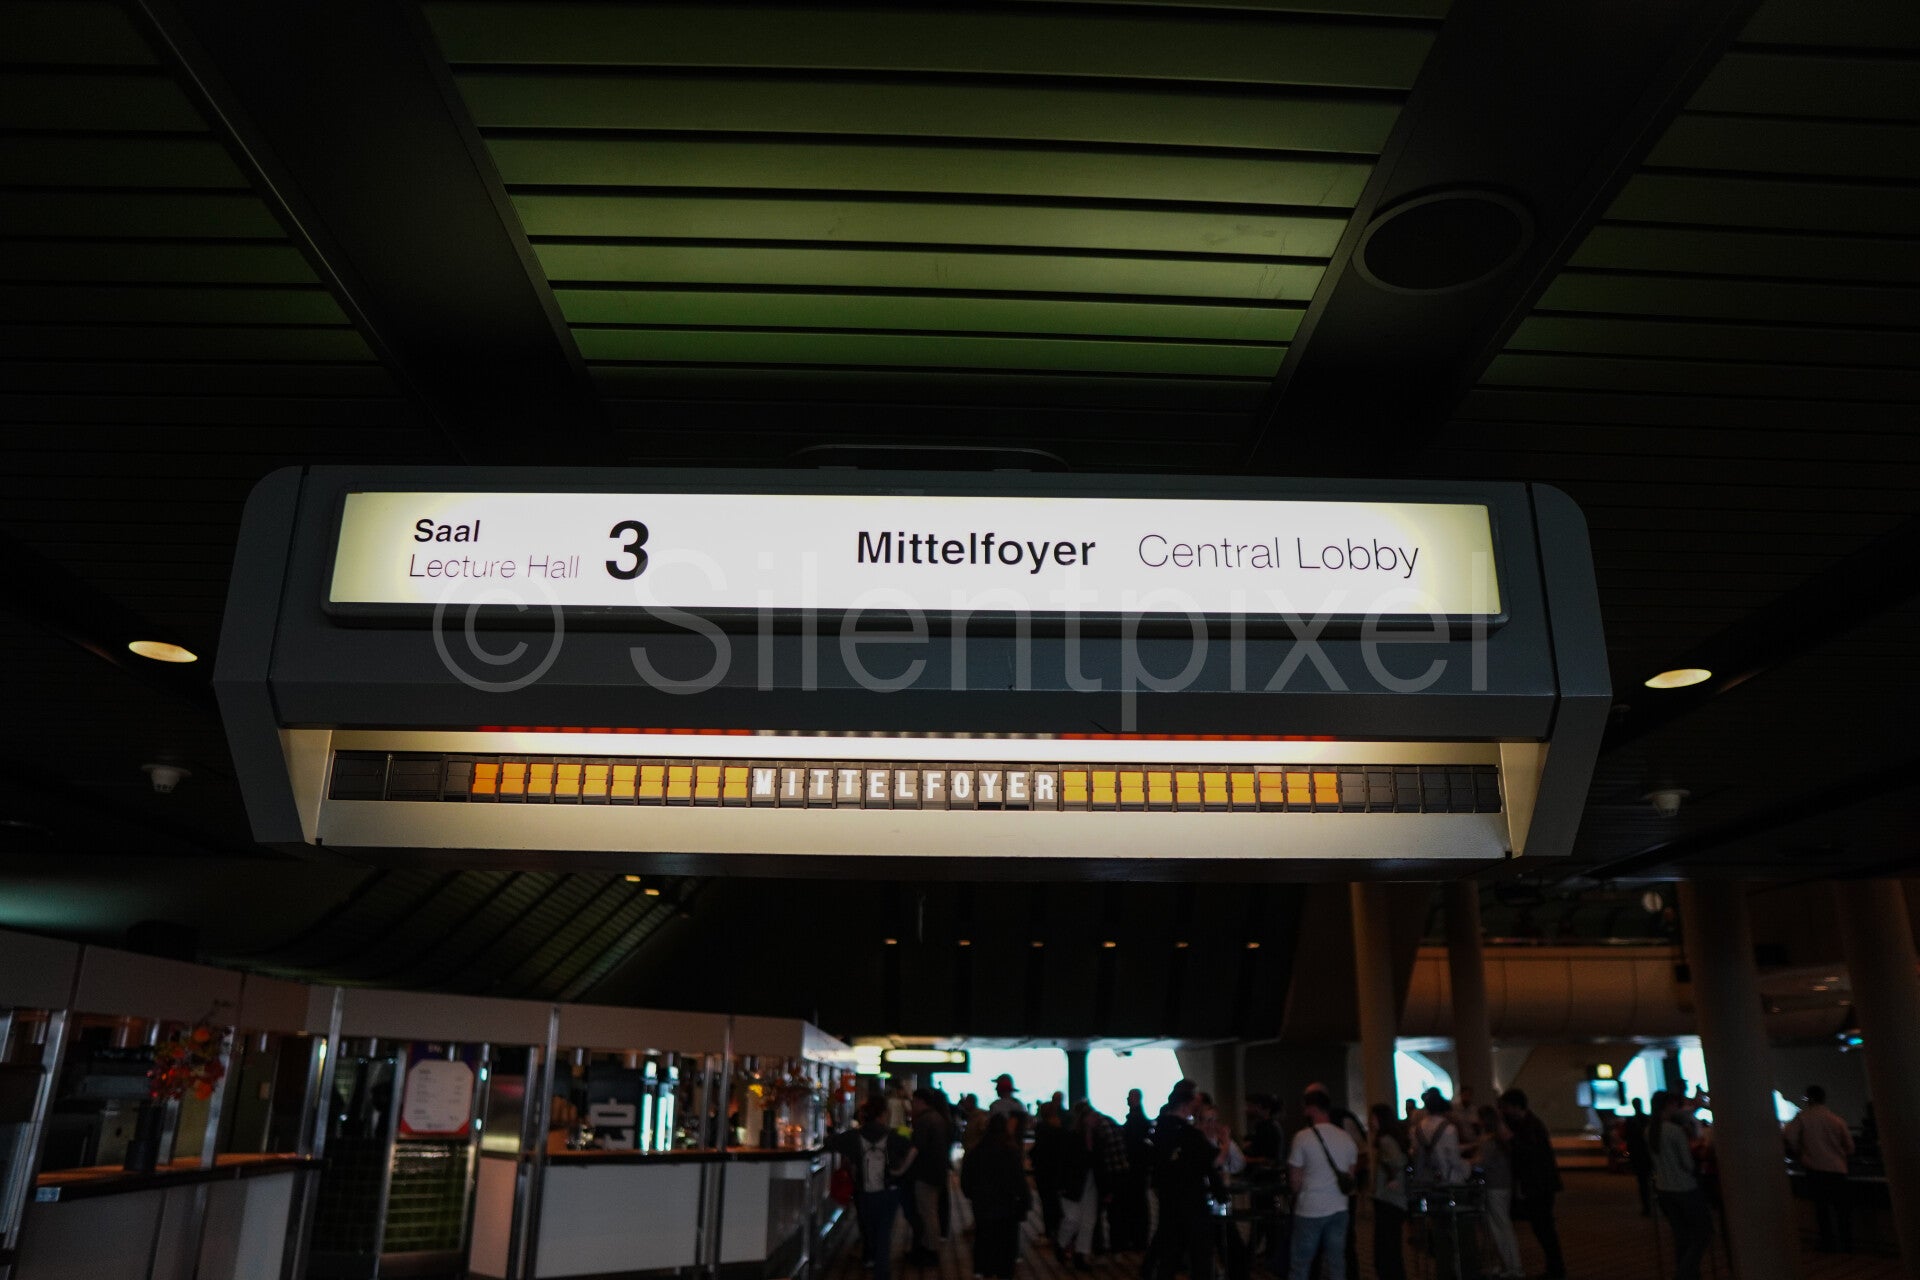 Saal
Lecture Hall
3
Mittelfoyer Central Lobby
© Silentpixel
MITTELFOYER